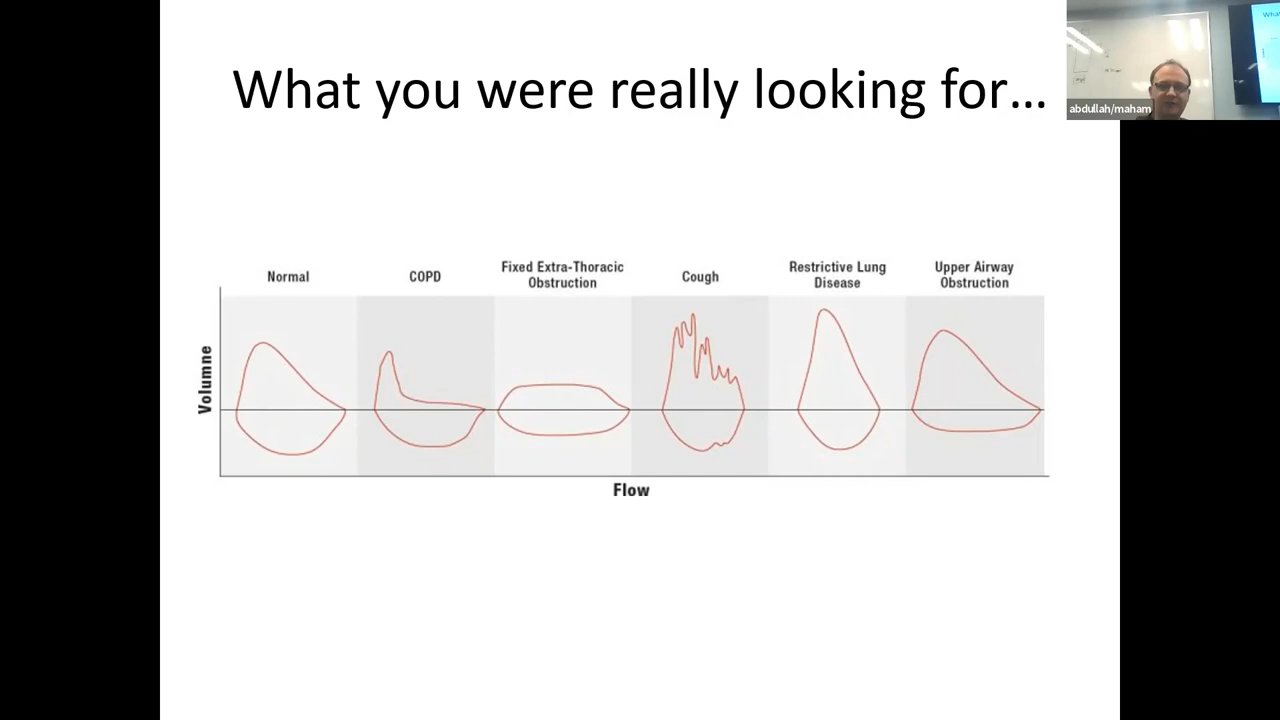 What you were really looking for...
abdullah/maham
Normal
COPD
Fixed Extra-Thoracic
Obstruction
Cough
Restrictive Lung
Disease
Upper Airway
Obstruction
Volumne
Flow